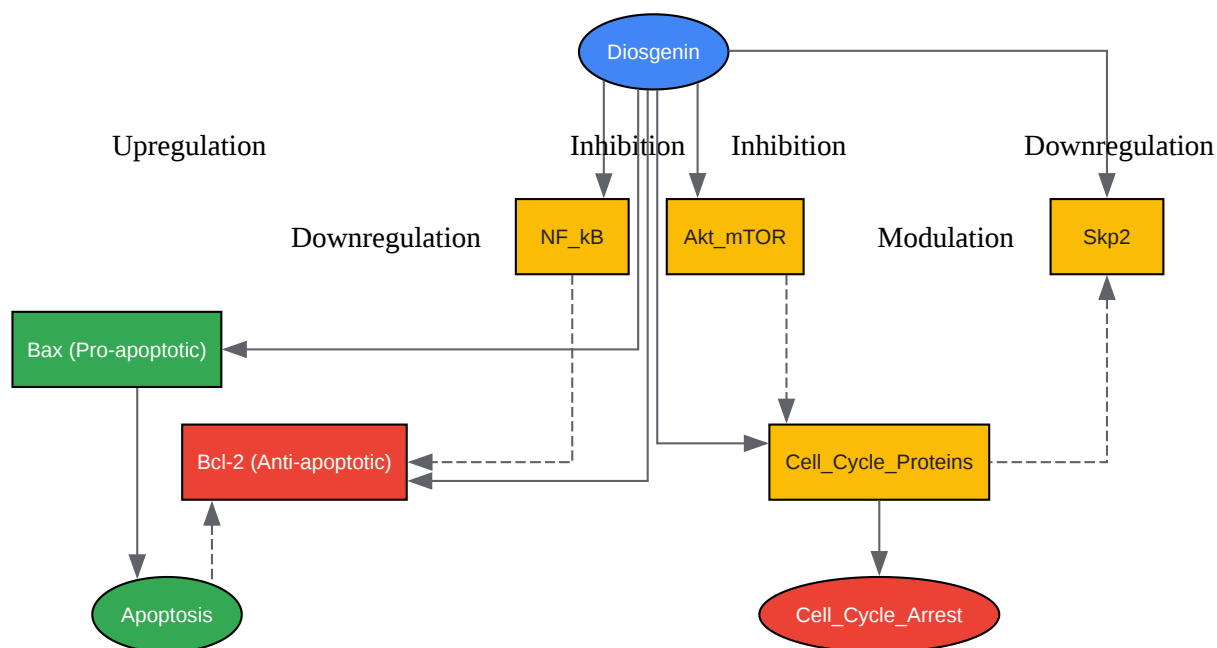 Diosgenin
Upregulation
Inhibition
Inhibition
Downregulation
Downregulation
NF_kB
Akt_mTOR
Modulation
Skp2
Bax (Pro-apoptotic)
Bcl-2 (Anti-apoptotic)
Cell_Cycle_Proteins
Apoptosis
Cell_Cycle_Arrest